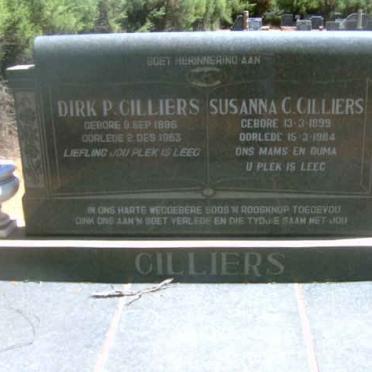 SOET HERINNERING AAN
DIRK P. CILLIERS
GEBORE 9 SEP 1896
OORLEDE 2 DES 1963
LIEFLING JOU PLEK IS LEEG
SUSANNA C. CILLIERS
GEBORE 13-3-1899
OORLEDE 15-3-1984
ONS MAMS EN OUMA
U PLEK IS LEEG
IN ONS HARTE WEGGEBERE SOOS 'N ROOSKNOP TOEGEVOU
DINK ONS AAN 'N SOET VERLEDE EN DIE TYDJIE SAAM MET JOU
CILLIERS